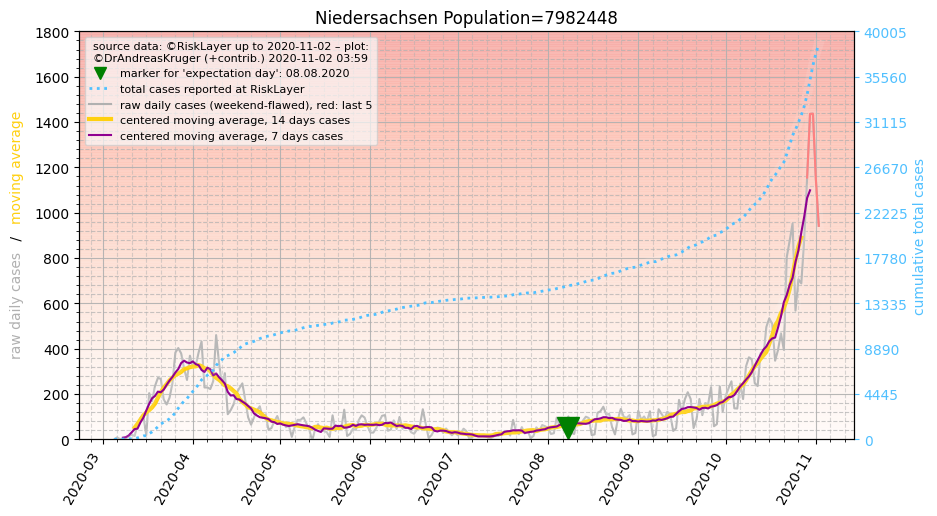 Niedersachsen Population=7982448
source data: ©RiskLayer up to 2020-11-02 – plot:
©DrAndreasKruger (+contrib.) 2020-11-02 03:59
marker for 'expectation day': 08.08.2020
total cases reported at RiskLayer
raw daily cases (weekend-flawed), red: last 5
centered moving average, 14 days cases
centered moving average, 7 days cases
raw daily cases / moving average
1800
1600
1400
1200
1000
800
600
400
200
0
40005
35560
31115
26670
22225
17780
13335
8890
4445
0
cumulative total cases
2020-03
2020-04
2020-05
2020-06
2020-07
2020-08
2020-09
2020-10
2020-11